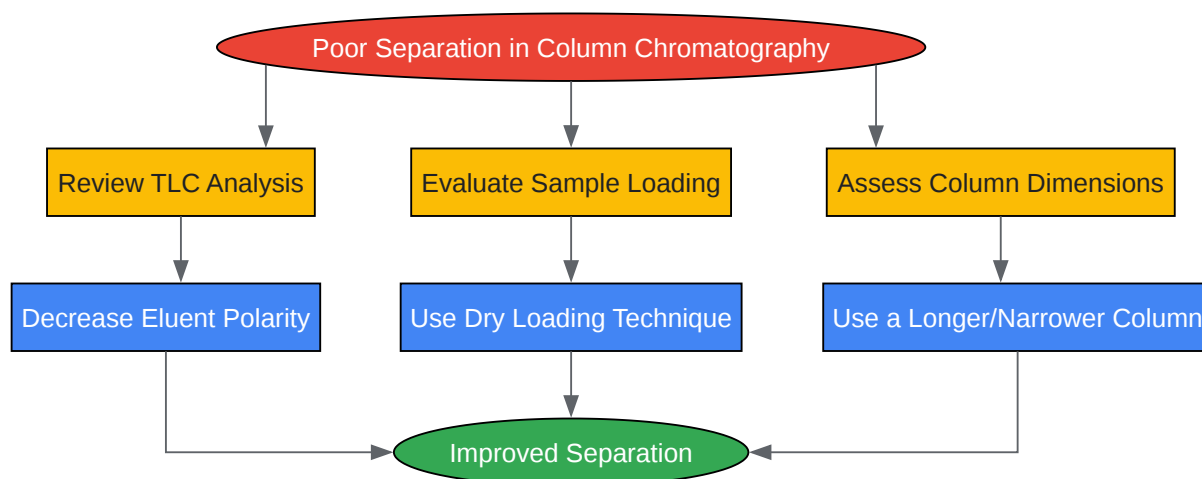 Poor Separation in Column Chromatography
Review TLC Analysis
Evaluate Sample Loading
Assess Column Dimensions
Decrease Eluent Polarity
Use Dry Loading Technique
Use a Longer/Narrower Column
Improved Separation